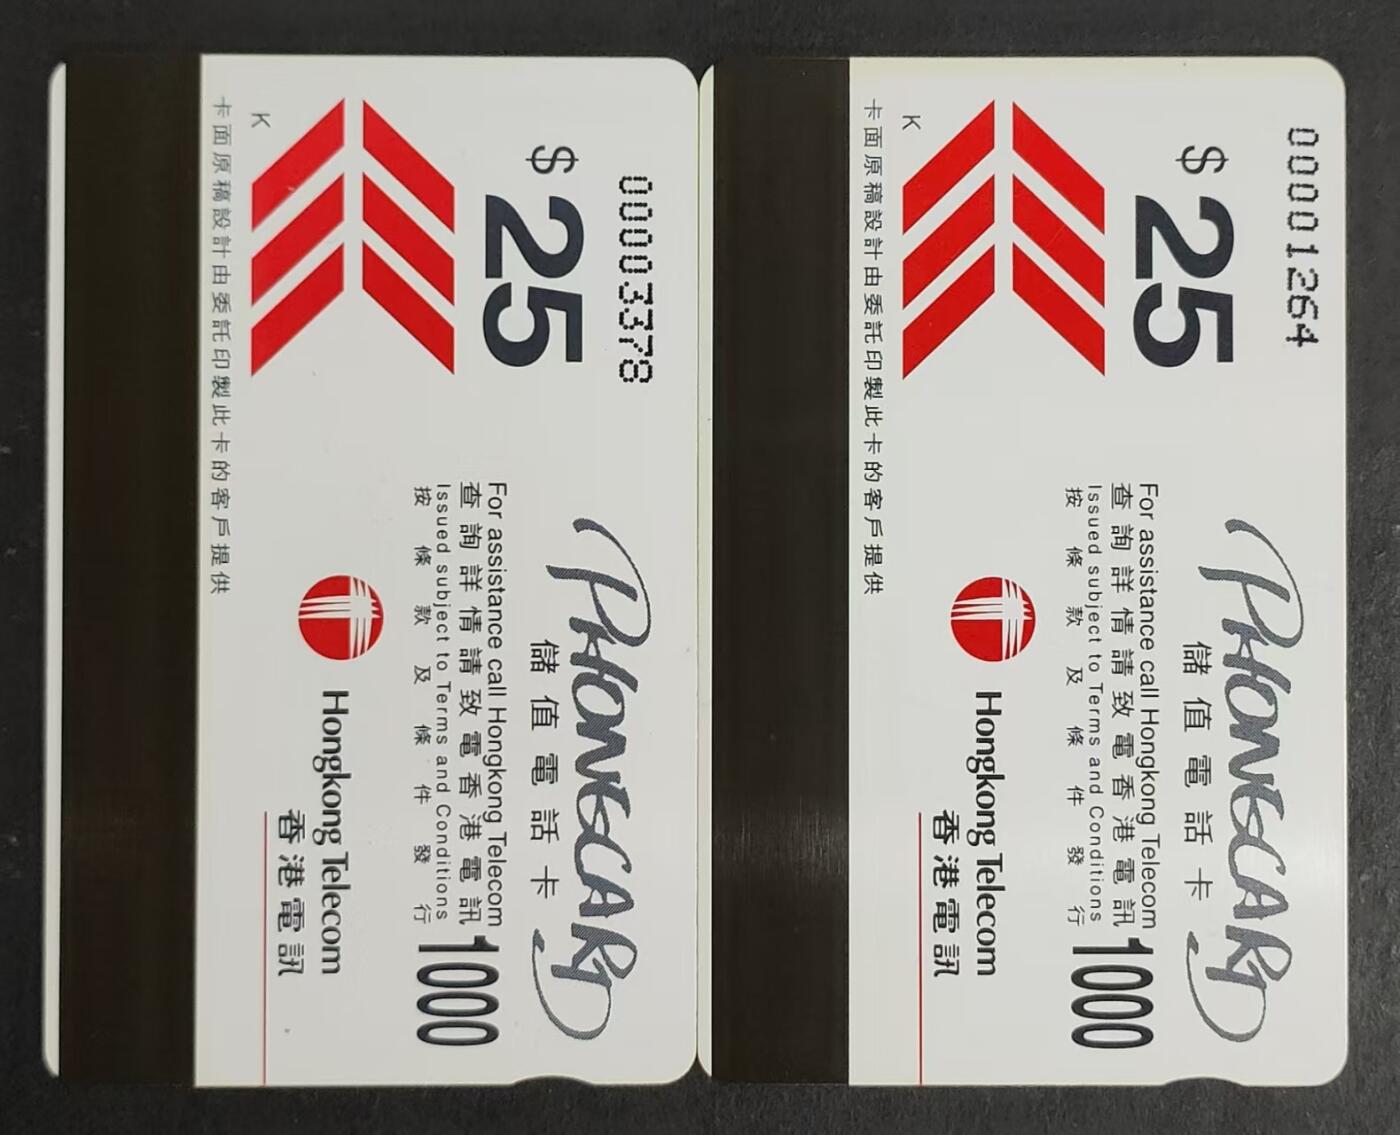 00003378
$25
PHONECARD
儲值電話卡
For assistance call Hongkong Telecom
查詢詳情請致電香港電訊
Issued subject to Terms and Conditions
按條款及條件發行
1000
Hongkong Telecom
香港電訊
K
卡面原稿設計由委託印製此卡的客戶提供
00001264
$25
PHONECARD
儲值電話卡
For assistance call Hongkong Telecom
查詢詳情請致電香港電訊
Issued subject to Terms and Conditions
按條款及條件發行
1000
Hongkong Telecom
香港電訊
K
卡面原稿設計由委託印製此卡的客戶提供